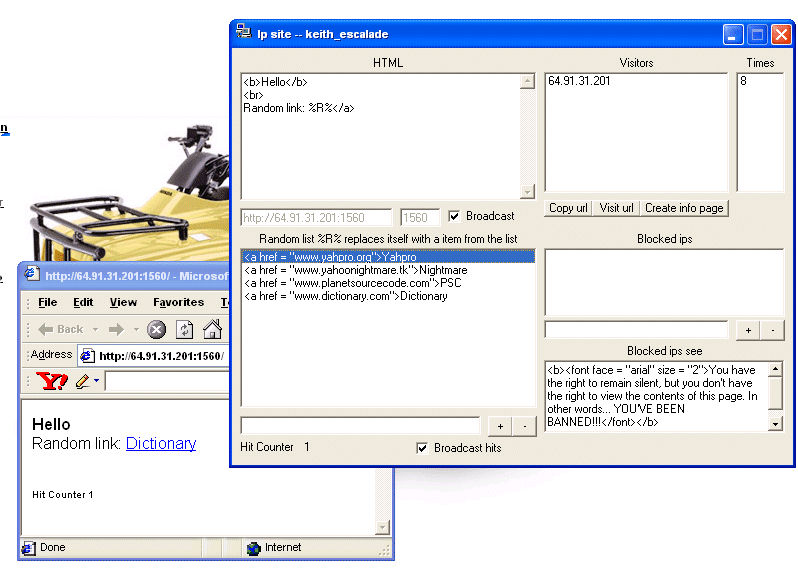 Ip site -- keith_escalade
HTML
Visitors
Times
<b>Hello</b>
<br>
Random link: %R%</a>
64.91.31.201
8
http://64.91.31.201:1560
1560
Broadcast
Copy url
Visit url
Create info page
Random list %R% replaces itself with a item from the list
<a href = "www.yahpro.org">Yahpro
<a href = "www.yahoonightmare.tk">Nightmare
<a href = "www.planetsourcecode.com">PSC
<a href = "www.dictionary.com">Dictionary
Blocked ips
+
-
Blocked ips see
<b><font face = "arial" size = "2">You have
the right to remain silent, but you don't have
the right to view the contents of this page. In
other words... YOU'VE BEEN
BANNED!!!</font></b>
+
-
Hit Counter 1
Broadcast hits
http://64.91.31.201:1560/ - Microsof
File Edit View Favorites
Back
Address
http://64.91.31.201:1560/
Y!
Hello
Random link: Dictionary
Hit Counter 1
Done
Internet
HONDA